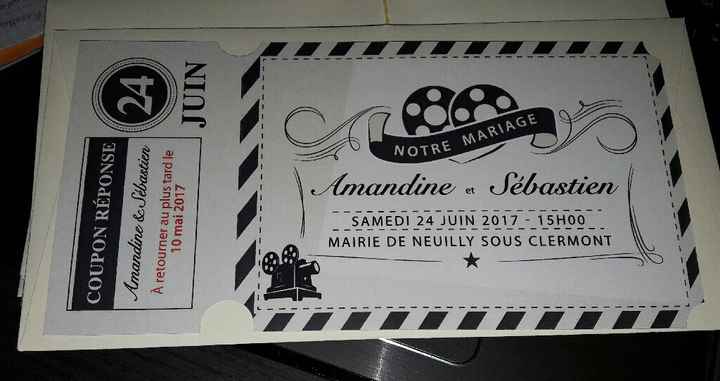 24
JUIN
COUPON RÉPONSE
Amandine & Sébastien
À retourner au plus tard le
10 mai 2017
NOTRE MARIAGE
Amandine et Sébastien
SAMEDI 24 JUIN 2017 - 15H00
MAIRIE DE NEUILLY SOUS CLERMONT